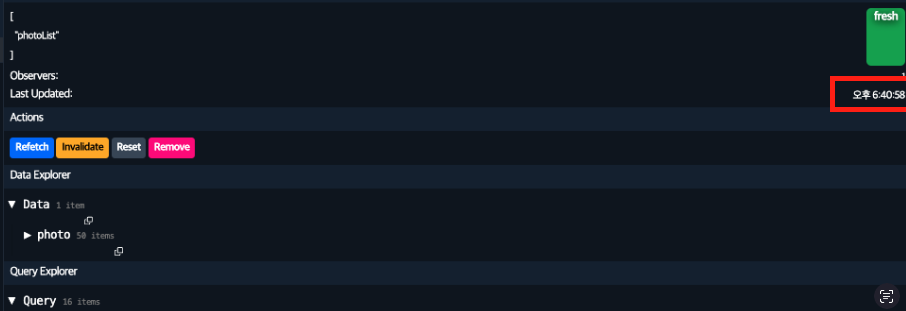 [
"photoList"
]
fresh
Observers:
Last Updated: 오후 6:40:58
Actions
Refetch Invalidate Reset Remove
Data Explorer
▼ Data 1 item
▶ photo 50 items
Query Explorer
▼ Query 16 items